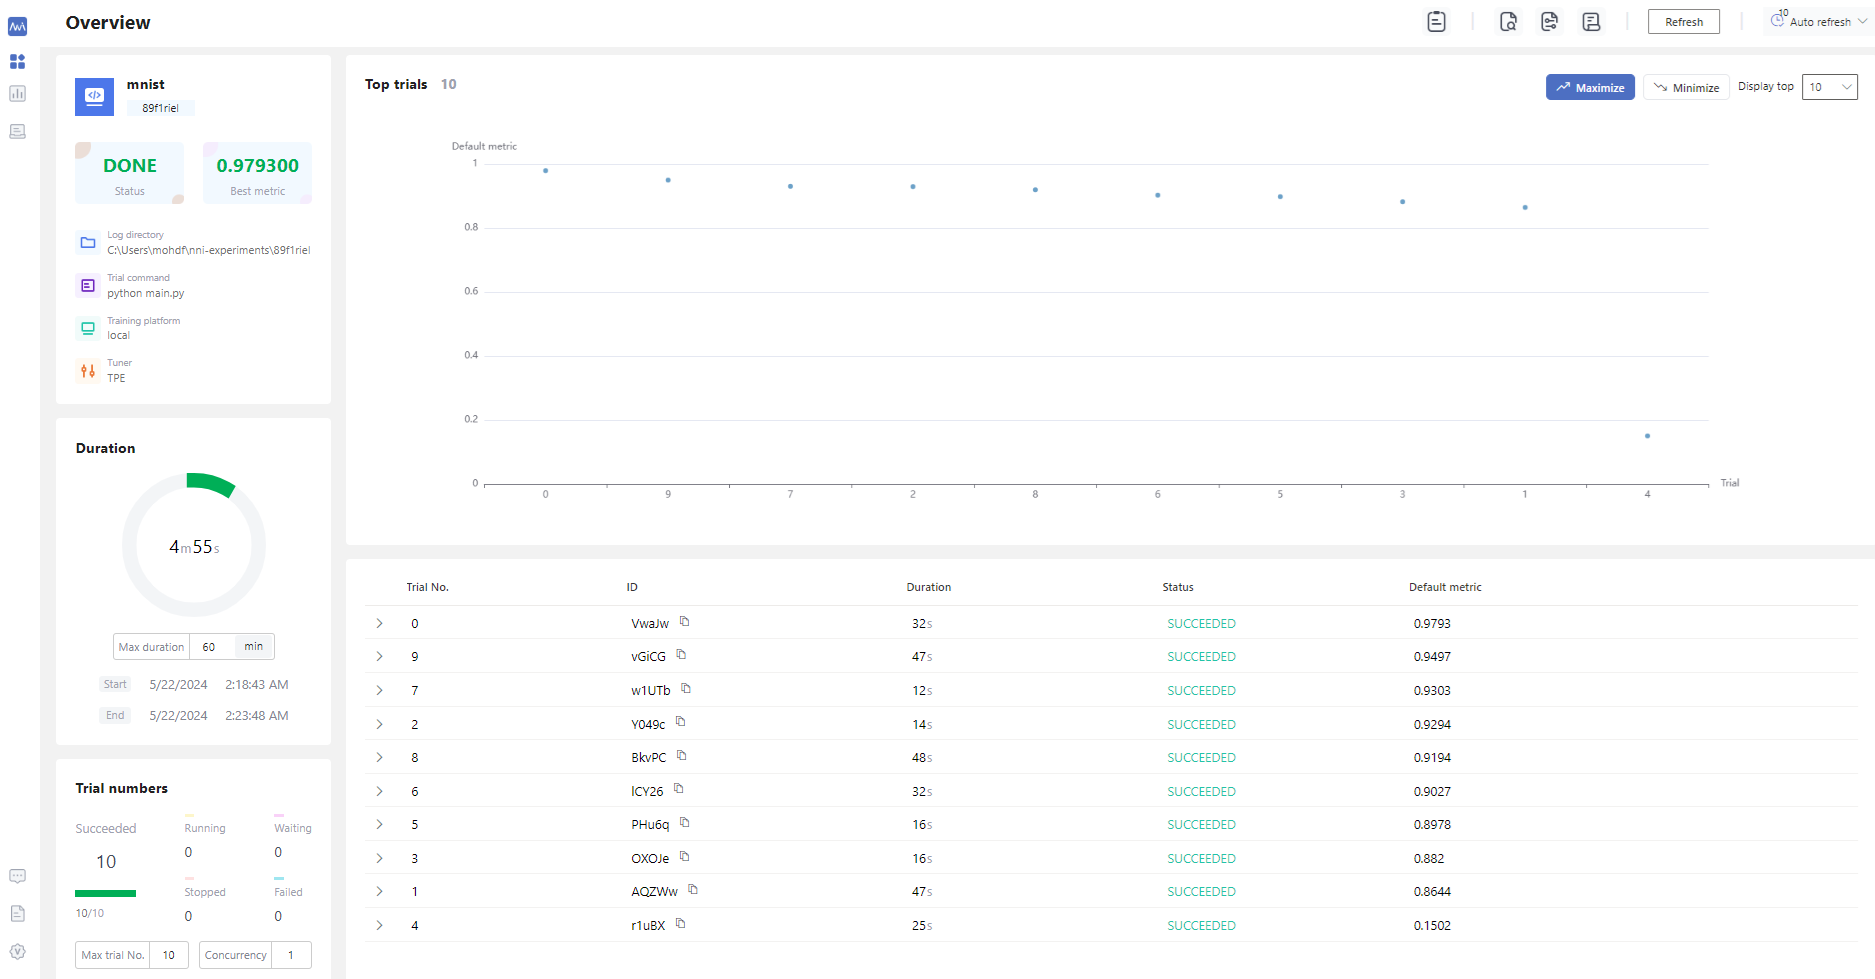 Overview
Refresh
10
Auto refresh
mnist
89f1riel
DONE
Status
0.979300
Best metric
Log directory
C:\Users\mohdf\nni-experiments\89f1riel
Trial command
python main.py
Training platform
local
Tuner
TPE
Duration
4m55s
Max duration 60 min
Start 5/22/2024 2:18:43 AM
End 5/22/2024 2:23:48 AM
Trial numbers
Succeeded
10
10/10
Running
0
Waiting
0
Stopped
0
Failed
0
Max trial No. 10
Concurrency 1
Top trials 10
Maximize
Minimize
Display top 10
Default metric
1
0.8
0.6
0.4
0.2
0
0 9 7 2 8 6 5 3 1 4
Trial
Trial No. ID Duration Status Default metric
0 VwaJw 32s SUCCEEDED 0.9793
9 vGiCG 47s SUCCEEDED 0.9497
7 w1UTb 12s SUCCEEDED 0.9303
2 Y049c 14s SUCCEEDED 0.9294
8 BkvPC 48s SUCCEEDED 0.9194
6 lCY26 32s SUCCEEDED 0.9027
5 PHu6q 16s SUCCEEDED 0.8978
3 OXOJe 16s SUCCEEDED 0.882
1 AQZWw 47s SUCCEEDED 0.8644
4 r1uBX 25s SUCCEEDED 0.1502